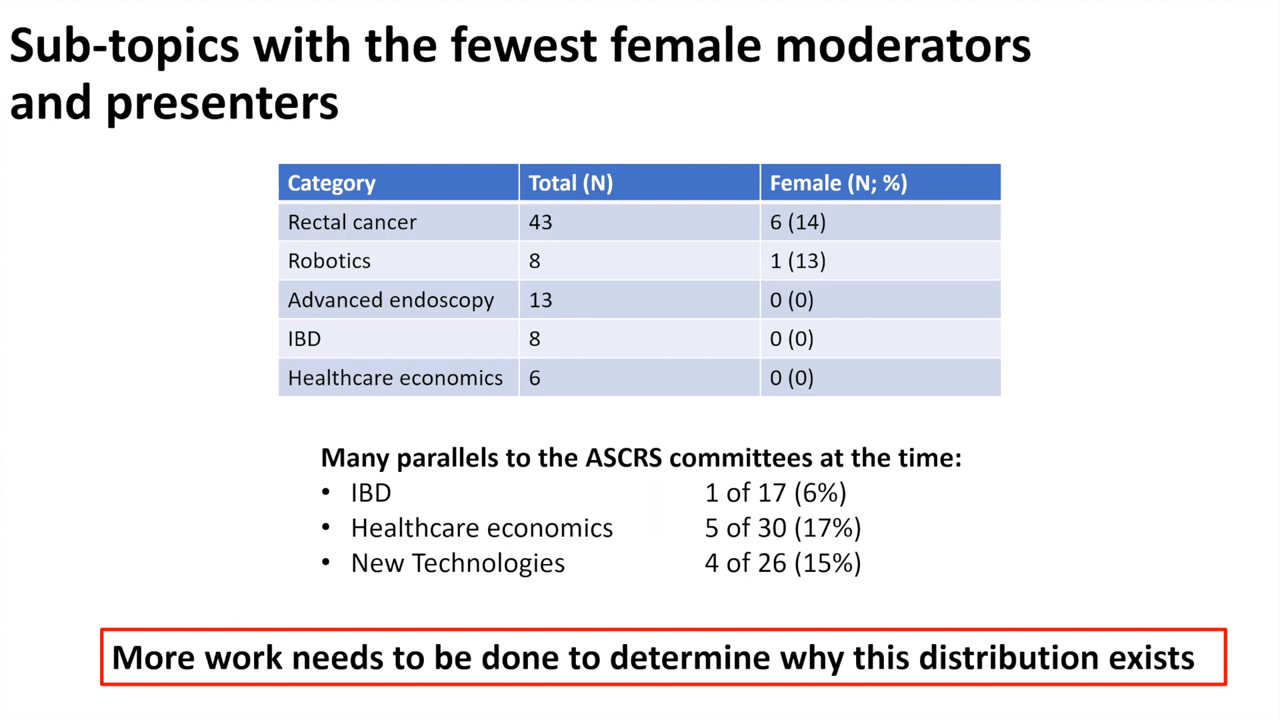 Sub-topics with the fewest female moderators
and presenters
Category Total (N) Female (N; %)
Rectal cancer 43 6 (14)
Robotics 8 1 (13)
Advanced endoscopy 13 0 (0)
IBD 8 0 (0)
Healthcare economics 6 0 (0)
Many parallels to the ASCRS committees at the time:
• IBD 1 of 17 (6%)
• Healthcare economics 5 of 30 (17%)
• New Technologies 4 of 26 (15%)
More work needs to be done to determine why this distribution exists